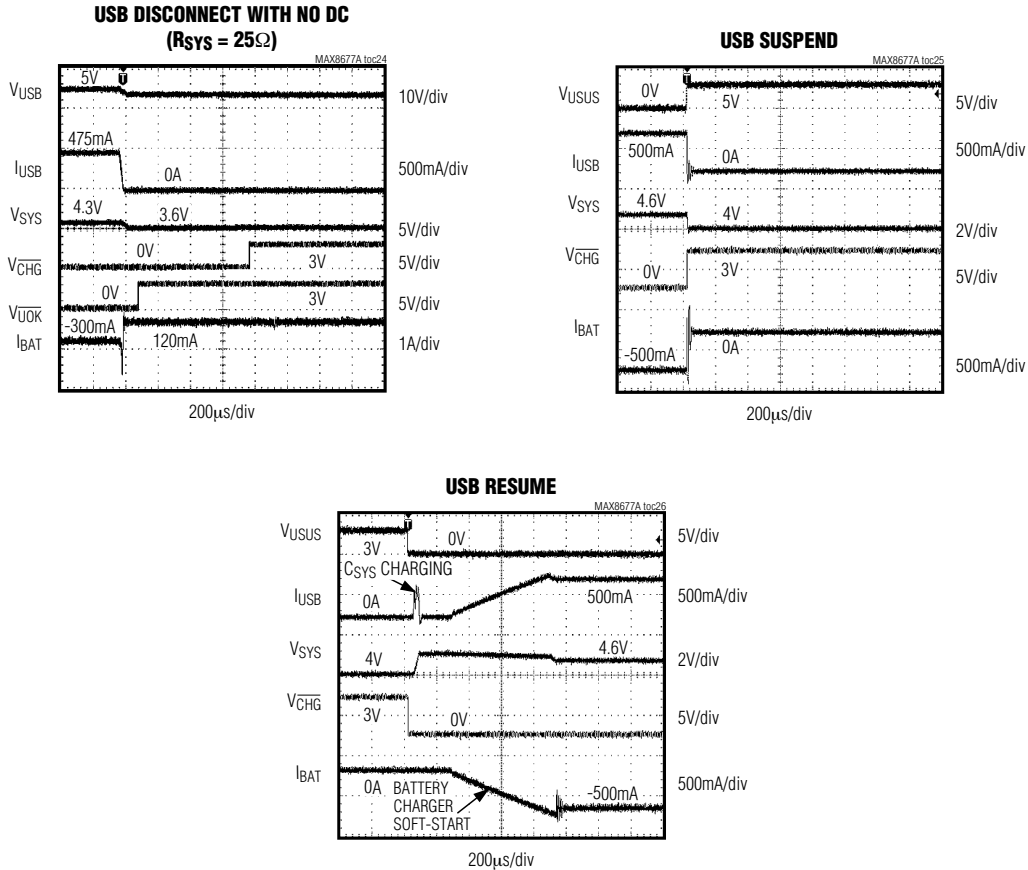 USB DISCONNECT WITH NO DC
(RSYS = 25Ω)
MAX8677A toc24
VUSB
5V
10V/div
IUSB
475mA
0A
500mA/div
VSYS
4.3V
3.6V
5V/div
VCHG
0V
3V
5V/div
VUOK
0V
3V
5V/div
IBAT
-300mA
120mA
1A/div
200μs/div
USB SUSPEND
MAX8677A toc25
VUSUS
0V
5V
5V/div
IUSB
500mA
0A
500mA/div
VSYS
4.6V
4V
2V/div
VCHG
0V
3V
5V/div
IBAT
-500mA
0A
500mA/div
200μs/div
USB RESUME
MAX8677A toc26
VUSUS
3V
0V
5V/div
CSYS CHARGING
IUSB
0A
500mA
500mA/div
VSYS
4V
4.6V
2V/div
VCHG
3V
0V
5V/div
IBAT
0A
BATTERY
CHARGER
SOFT-START
-500mA
500mA/div
200μs/div